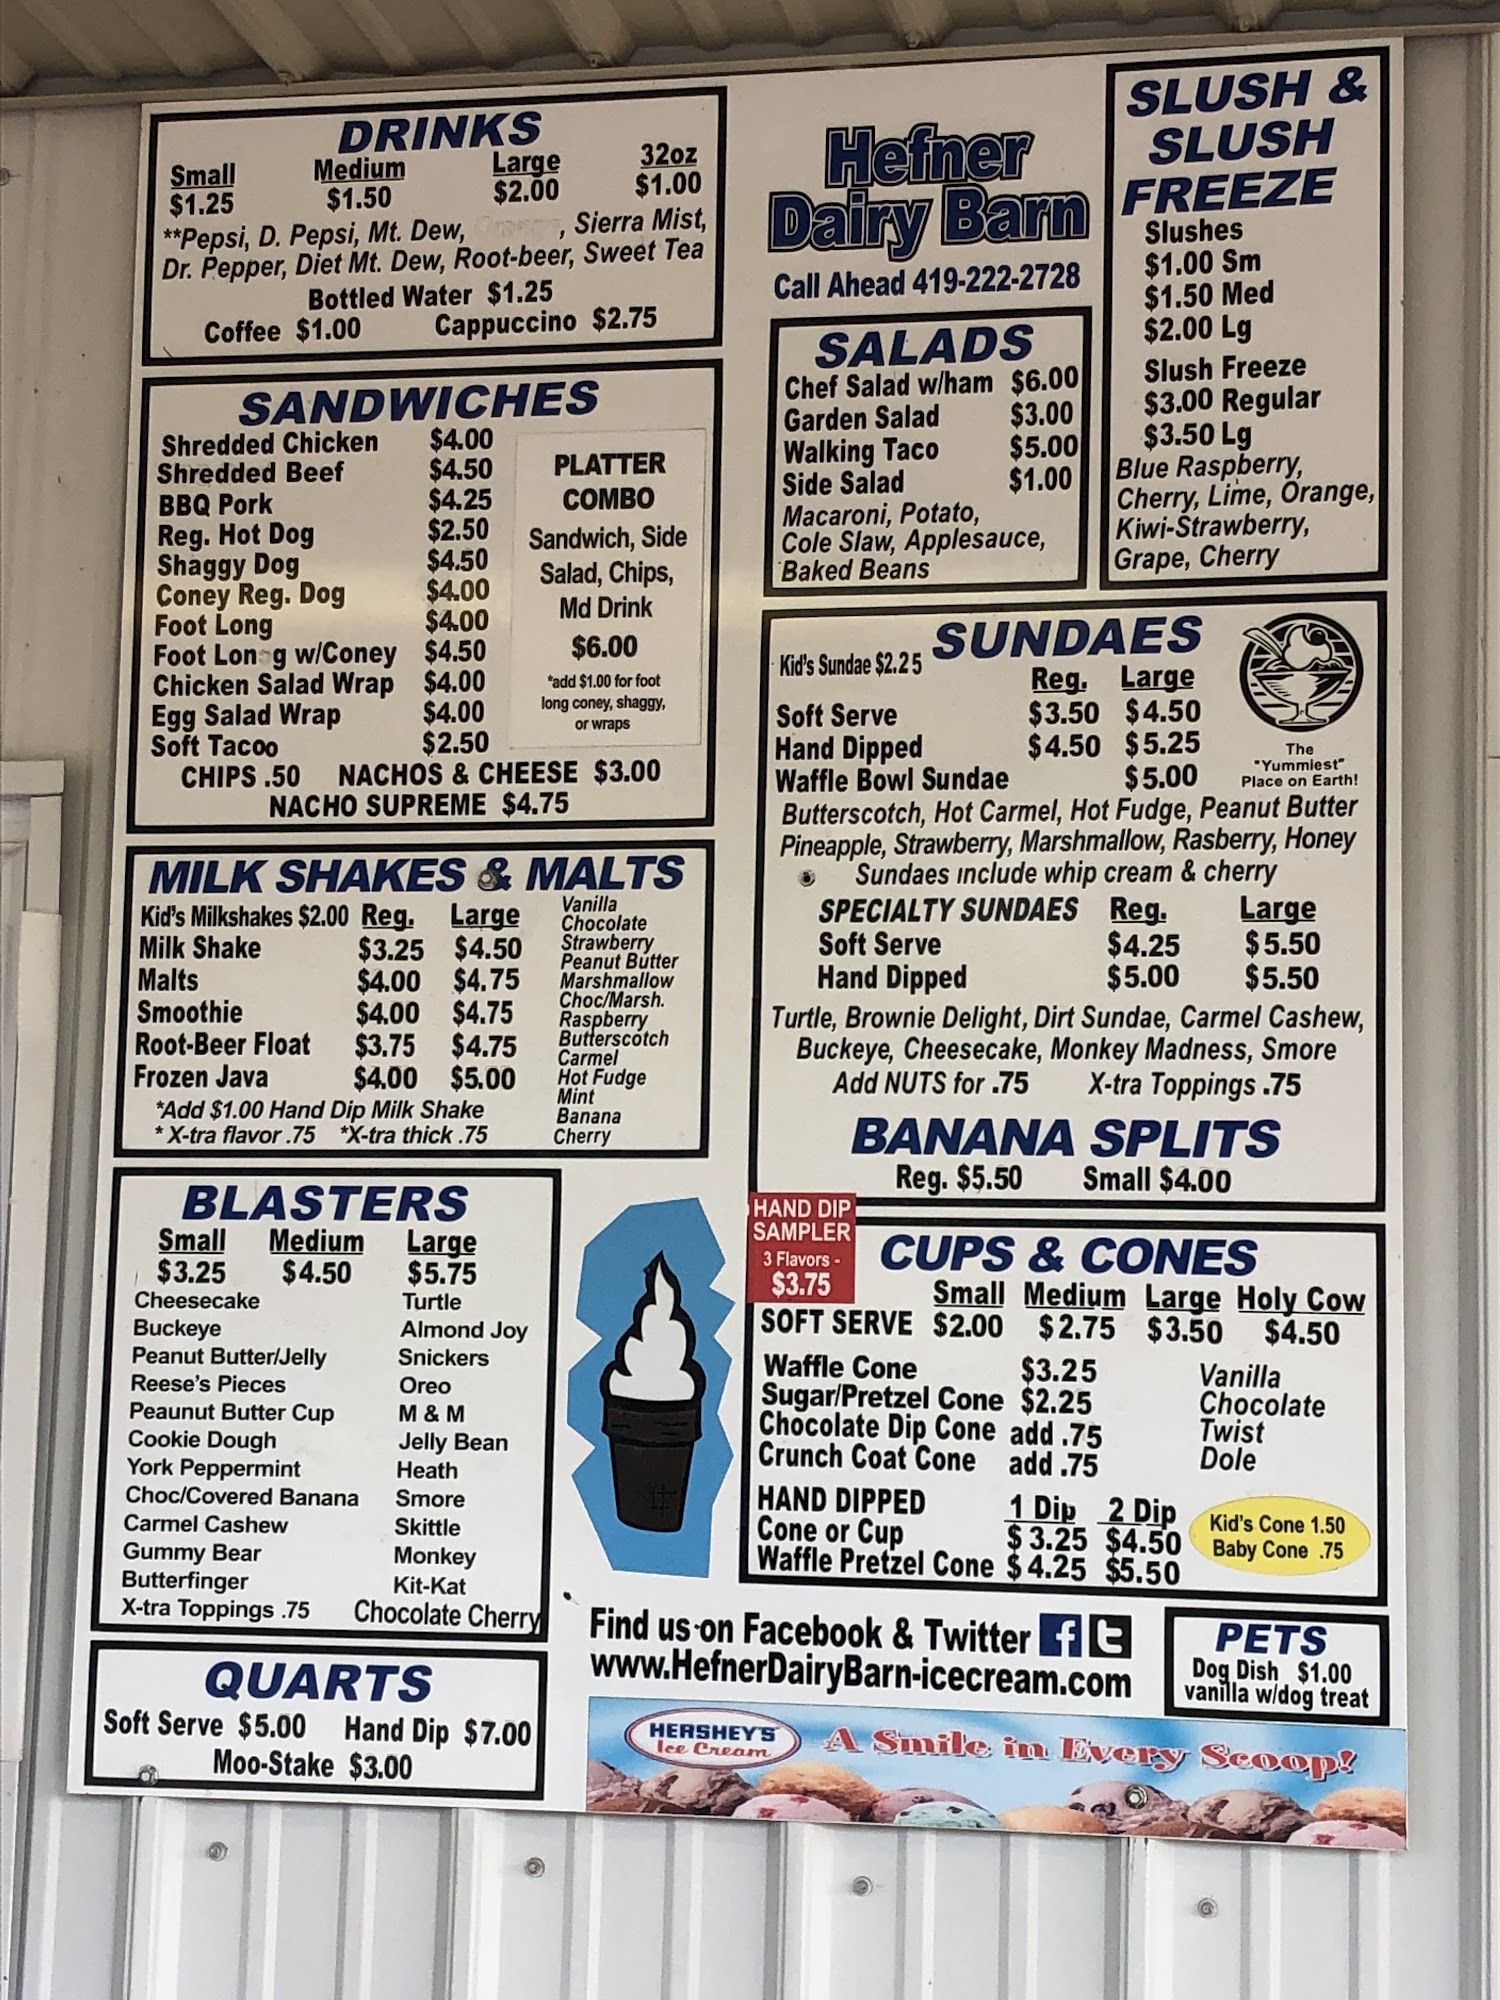 DRINKS
Small Medium Large 32oz
$1.25 $1.50 $2.00 $1.00
**Pepsi, D. Pepsi, Mt. Dew, Orange, Sierra Mist,
Dr. Pepper, Diet Mt. Dew, Root-beer, Sweet Tea
Bottled Water $1.25
Coffee $1.00 Cappuccino $2.75
SANDWICHES
Shredded Chicken $4.00
Shredded Beef $4.50
BBQ Pork $4.25
Reg. Hot Dog $2.50
Shaggy Dog $4.50
Coney Reg. Dog $4.00
Foot Long $4.00
Foot Long w/Coney $4.50
Chicken Salad Wrap $4.00
Egg Salad Wrap $4.00
Soft Tacoo $2.50
PLATTER
COMBO
Sandwich, Side
Salad, Chips,
Md Drink
$6.00
*add $1.00 for foot
long coney, shaggy,
or wraps
CHIPS .50 NACHOS & CHEESE $3.00
NACHO SUPREME $4.75
MILK SHAKES & MALTS
Kid's Milkshakes $2.00 Reg. Large
Milk Shake $3.25 $4.50
Malts $4.00 $4.75
Smoothie $4.00 $4.75
Root-Beer Float $3.75 $4.75
Frozen Java $4.00 $5.00
*Add $1.00 Hand Dip Milk Shake
* X-tra flavor .75 *X-tra thick .75
Vanilla
Chocolate
Strawberry
Peanut Butter
Marshmallow
Choc/Marsh.
Raspberry
Butterscotch
Carmel
Hot Fudge
Mint
Banana
Cherry
BLASTERS
Small Medium Large
$3.25 $4.50 $5.75
Cheesecake Turtle
Buckeye Almond Joy
Peanut Butter/Jelly Snickers
Reese's Pieces Oreo
Peaunut Butter Cup M & M
Cookie Dough Jelly Bean
York Peppermint Heath
Choc/Covered Banana Smore
Carmel Cashew Skittle
Gummy Bear Monkey
Butterfinger Kit-Kat
X-tra Toppings .75 Chocolate Cherry
QUARTS
Soft Serve $5.00 Hand Dip $7.00
Moo-Stake $3.00
Hefner
Dairy Barn
Call Ahead 419-222-2728
SALADS
Chef Salad w/ham $6.00
Garden Salad $3.00
Walking Taco $5.00
Side Salad $1.00
Macaroni, Potato,
Cole Slaw, Applesauce,
Baked Beans
SLUSH &
SLUSH
FREEZE
Slushes
$1.00 Sm
$1.50 Med
$2.00 Lg
Slush Freeze
$3.00 Regular
$3.50 Lg
Blue Raspberry,
Cherry, Lime, Orange,
Kiwi-Strawberry,
Grape, Cherry
SUNDAES
Kid's Sundae $2.25
Reg. Large
Soft Serve $3.50 $4.50
Hand Dipped $4.50 $5.25
Waffle Bowl Sundae $5.00
The
"Yummiest"
Place on Earth!
Butterscotch, Hot Carmel, Hot Fudge, Peanut Butter
Pineapple, Strawberry, Marshmallow, Rasberry, Honey
Sundaes include whip cream & cherry
SPECIALTY SUNDAES Reg. Large
Soft Serve $4.25 $5.50
Hand Dipped $5.00 $5.50
Turtle, Brownie Delight, Dirt Sundae, Carmel Cashew,
Buckeye, Cheesecake, Monkey Madness, Smore
Add NUTS for .75 X-tra Toppings .75
BANANA SPLITS
Reg. $5.50 Small $4.00
HAND DIP
SAMPLER
3 Flavors -
$3.75
CUPS & CONES
Small Medium Large Holy Cow
SOFT SERVE $2.00 $2.75 $3.50 $4.50
Waffle Cone $3.25
Sugar/Pretzel Cone $2.25
Chocolate Dip Cone add .75
Crunch Coat Cone add .75
Vanilla
Chocolate
Twist
Dole
HAND DIPPED 1 Dip 2 Dip
Cone or Cup $3.25 $4.50
Waffle Pretzel Cone $4.25 $5.50
Kid's Cone 1.50
Baby Cone .75
Find us on Facebook & Twitter f t
www.HefnerDairyBarn-icecream.com
PETS
Dog Dish $1.00
vanilla w/dog treat
HERSHEY'S
Ice Cream
A Smile in Every Scoop!